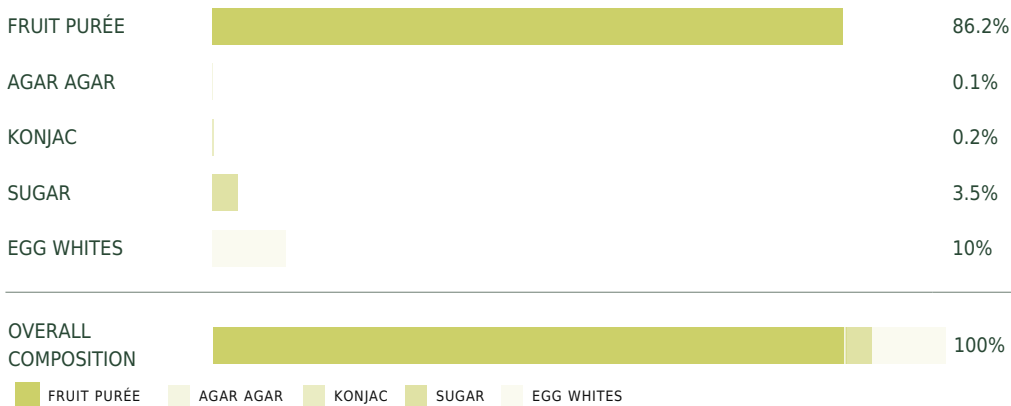 FRUIT PURÉE 86.2%
AGAR AGAR 0.1%
KONJAC 0.2%
SUGAR 3.5%
EGG WHITES 10%
OVERALL
COMPOSITION 100%
FRUIT PURÉE AGAR AGAR KONJAC SUGAR EGG WHITES